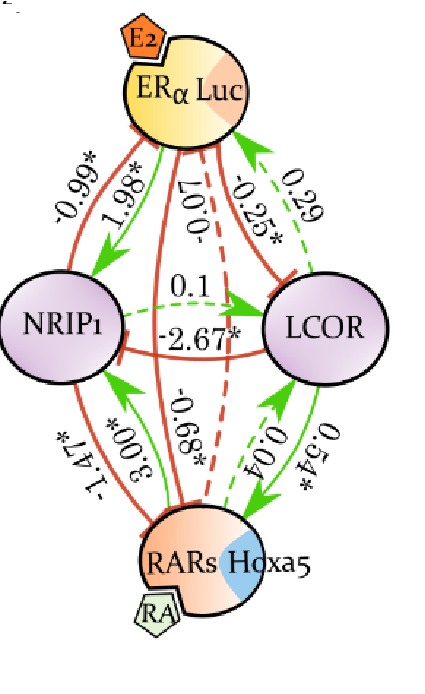 E2
ERα Luc
-0.99*
1.98*
-0.07
-0.25*
0.29
0.1
NRIP1
LCOR
-2.67*
-1.47*
3.00*
-0.68*
0.04
0.54*
RARs Hoxa5
RA